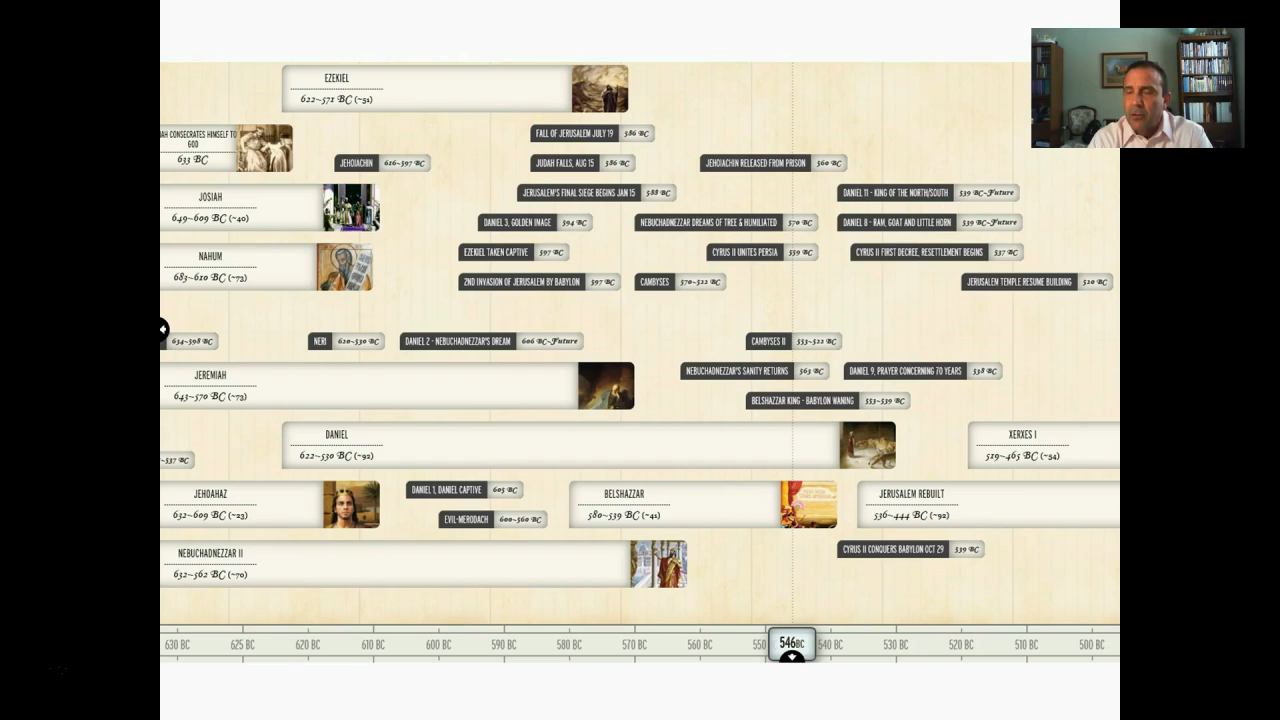 EZEKIEL
622~571 BC (~51)
FALL OF JERUSALEM JULY 19 586 BC
AH CONSECRATES HIMSELF TO
GOD
633 BC
JEHOIACHIN 616~597 BC
JUDAH FALLS, AUG 15 586 BC
JEHOIACHIN RELEASED FROM PRISON 560 BC
JOSIAH
649~609 BC (~40)
JERUSALEM'S FINAL SIEGE BEGINS JAN 15 588 BC
DANIEL 11 - KING OF THE NORTH/SOUTH 539 BC~Future
DANIEL 3, GOLDEN IMAGE 594 BC
NEBUCHADNEZZAR DREAMS OF TREE & HUMILIATED 570 BC
DANIEL 8 - RAM, GOAT AND LITTLE HORN 539 BC~Future
NAHUM
683~610 BC (~73)
EZEKIEL TAKEN CAPTIVE 597 BC
CYRUS II UNITES PERSIA 559 BC
CYRUS II FIRST DECREE, RESETTLEMENT BEGINS 537 BC
2ND INVASION OF JERUSALEM BY BABYLON 597 BC
CAMBYSES 570~522 BC
JERUSALEM TEMPLE RESUME BUILDING 520 BC
634~598 BC
NERI 620~530 BC
DANIEL 2 - NEBUCHADNEZZAR'S DREAM 606 BC~Future
CAMBYSES II 553~522 BC
JEREMIAH
643~570 BC (~73)
NEBUCHADNEZZAR'S SANITY RETURNS 563 BC
DANIEL 9, PRAYER CONCERNING 70 YEARS 538 BC
BELSHAZZAR KING - BABYLON WANING 553~539 BC
DANIEL
622~530 BC (~92)
XERXES I
519~465 BC (~54)
~537 BC
JEHOAHAZ
632~609 BC (~23)
DANIEL 1, DANIEL CAPTIVE 605 BC
BELSHAZZAR
580~539 BC (~41)
JERUSALEM REBUILT
536~444 BC (~92)
EVIL-MERODACH 600~560 BC
NEBUCHADNEZZAR II
632~562 BC (~70)
CYRUS II CONQUERS BABYLON OCT 29 539 BC
630 BC 625 BC 620 BC 610 BC 600 BC 590 BC 580 BC 570 BC 560 BC 550 546BC 540 BC 530 BC 520 BC 510 BC 500 BC